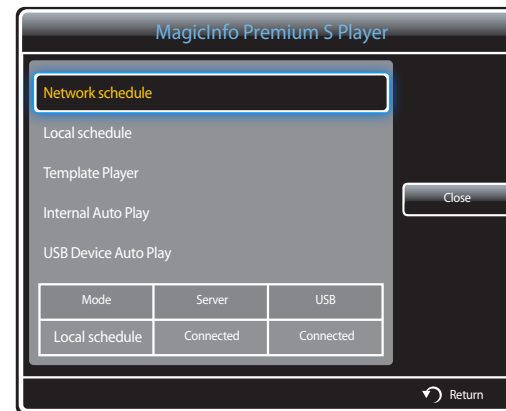 MagicInfo Premium S Player
Network schedule
Local schedule
Template Player
Internal Auto Play
USB Device Auto Play
Close
Mode Server USB
Local schedule Connected Connected
Return